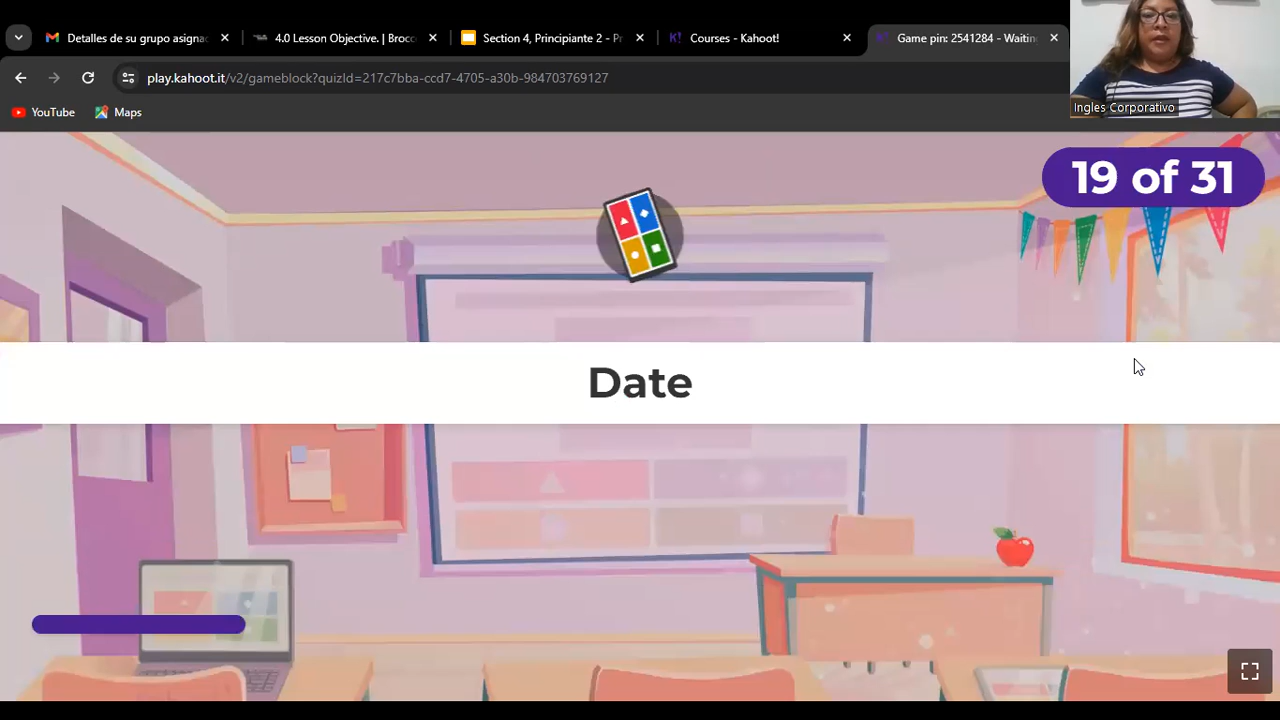 Detalles de su grupo asigna
4.0 Lesson Objective. | Broco
Section 4, Principiante 2 - Pr
K! Courses - Kahoot!
K! Game pin: 2541284 - Waitin
play.kahoot.it/v2/gameblock?quizId=217c7bba-ccd7-4705-a30b-984703769127
YouTube
Maps
Ingles Corporativo
19 of 31
Date